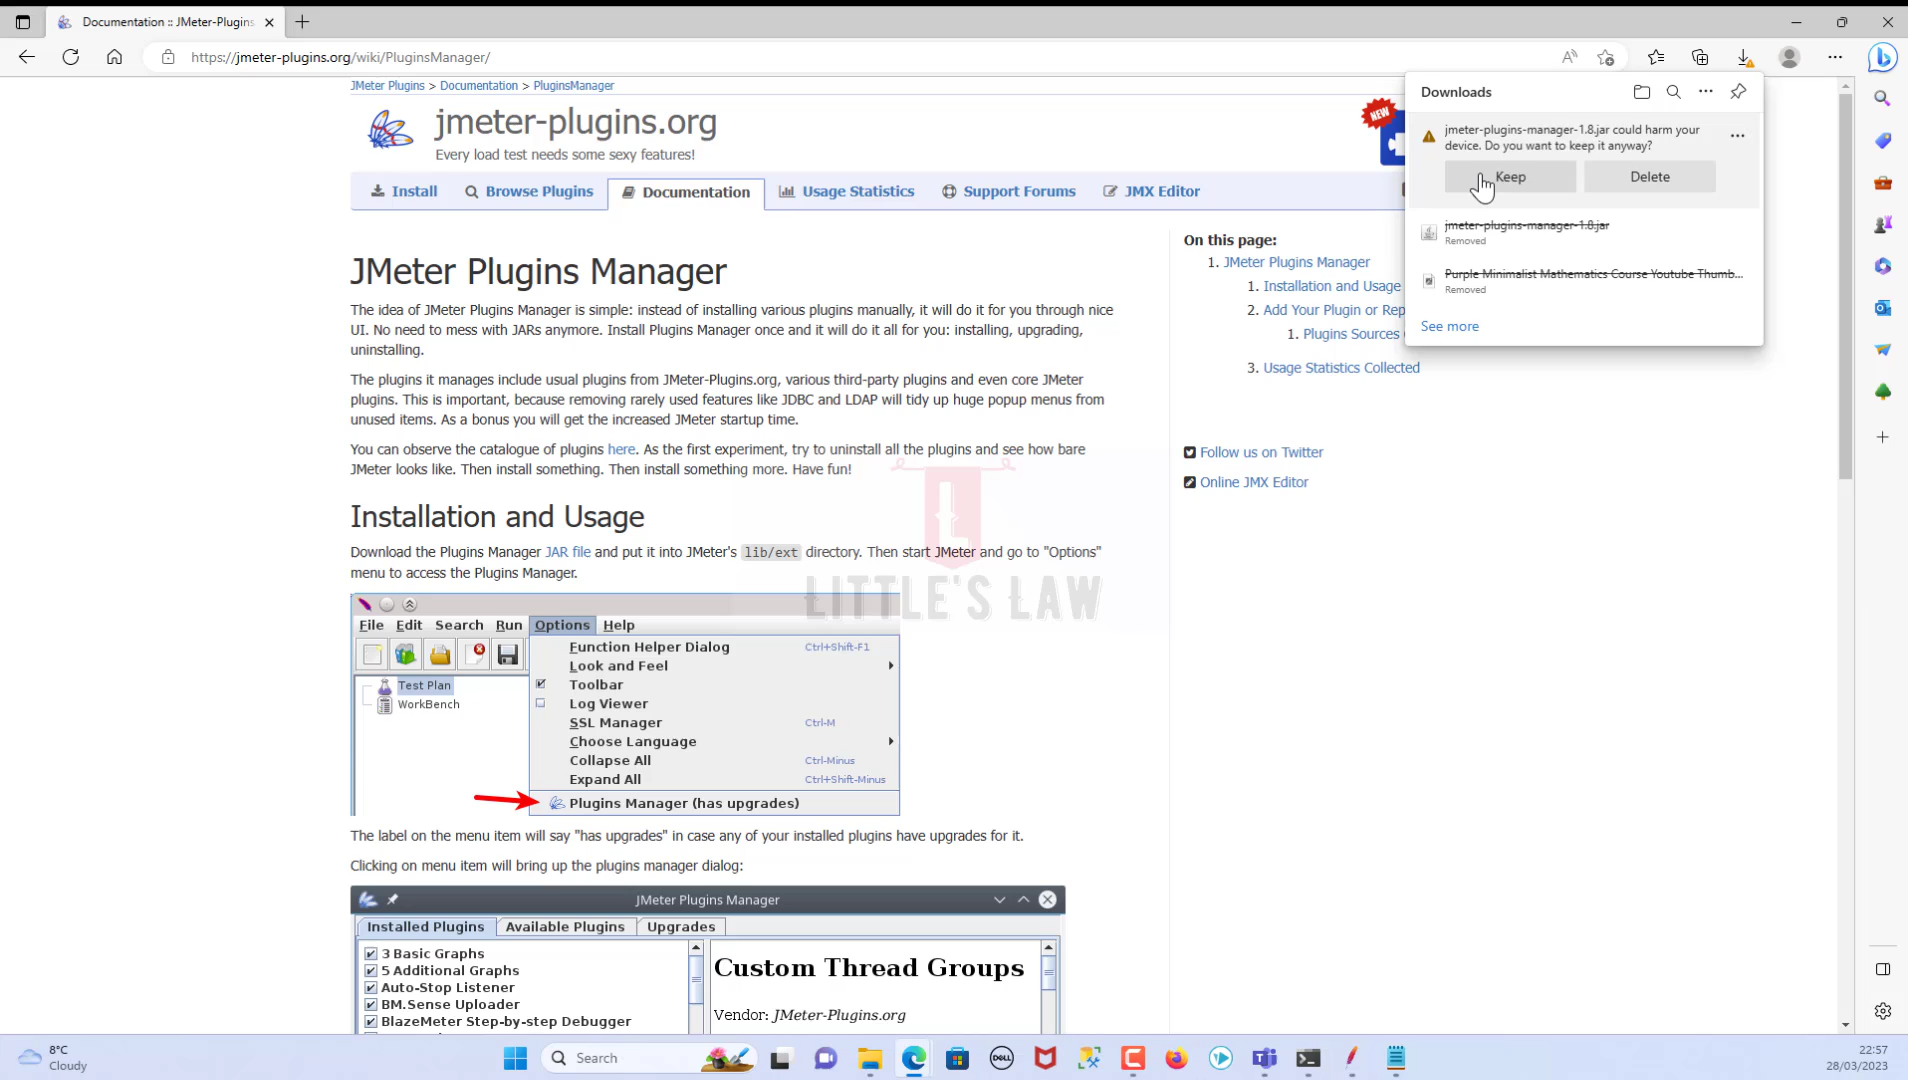 Documentation :: JMeter-Plugins
https://jmeter-plugins.org/wiki/PluginsManager/
JMeter Plugins > Documentation > PluginsManager
jmeter-plugins.org
Every load test needs some sexy features!
NEW
Install
Browse Plugins
Documentation
Usage Statistics
Support Forums
JMX Editor
Downloads
jmeter-plugins-manager-1.8.jar could harm your
device. Do you want to keep it anyway?
Keep
Delete
jmeter-plugins-manager-1.8.jar
Removed
Purple Minimalist Mathematics Course Youtube Thumb...
Removed
See more
JMeter Plugins Manager
The idea of JMeter Plugins Manager is simple: instead of installing various plugins manually, it will do it for you through nice
UI. No need to mess with JARs anymore. Install Plugins Manager once and it will do it all for you: installing, upgrading,
uninstalling.
The plugins it manages include usual plugins from JMeter-Plugins.org, various third-party plugins and even core JMeter
plugins. This is important, because removing rarely used features like JDBC and LDAP will tidy up huge popup menus from
unused items. As a bonus you will get the increased JMeter startup time.
You can observe the catalogue of plugins here. As the first experiment, try to uninstall all the plugins and see how bare
JMeter looks like. Then install something. Then install something more. Have fun!
On this page:
1. JMeter Plugins Manager
1. Installation and Usage
2. Add Your Plugin or Rep
1. Plugins Sources
3. Usage Statistics Collected
Follow us on Twitter
Online JMX Editor
Installation and Usage
Download the Plugins Manager JAR file and put it into JMeter's lib/ext directory. Then start JMeter and go to "Options"
menu to access the Plugins Manager.
L
LITTLE'S LAW
File Edit Search Run Options Help
Function Helper Dialog Ctrl+Shift-F1
Look and Feel
Toolbar
Log Viewer
SSL Manager Ctrl-M
Choose Language
Collapse All Ctrl-Minus
Expand All Ctrl+Shift-Minus
Plugins Manager (has upgrades)
Test Plan
WorkBench
The label on the menu item will say "has upgrades" in case any of your installed plugins have upgrades for it.
Clicking on menu item will bring up the plugins manager dialog:
JMeter Plugins Manager
Installed Plugins Available Plugins Upgrades
3 Basic Graphs
5 Additional Graphs
Auto-Stop Listener
BM.Sense Uploader
BlazeMeter Step-by-step Debugger
Custom Thread Groups
Vendor: JMeter-Plugins.org
8°C
Cloudy
Search
DELL
22:57
28/03/2023